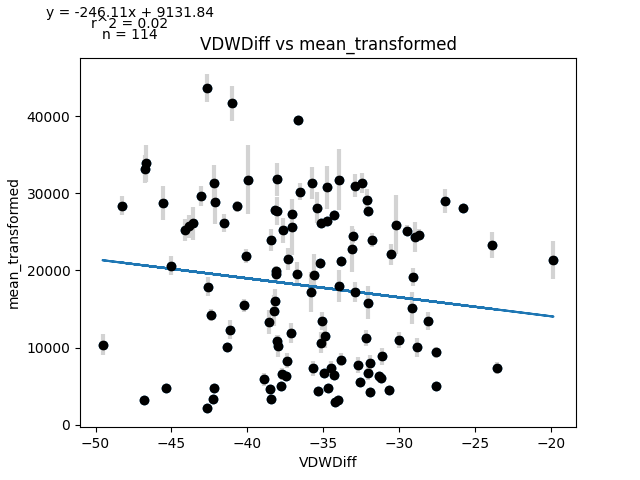 y = -246.11x + 9131.84
r^2 = 0.02
n = 114
VDWDiff vs mean_transformed
mean_transformed
40000
30000
20000
10000
0
−50
−45
−40
−35
−30
−25
−20
VDWDiff